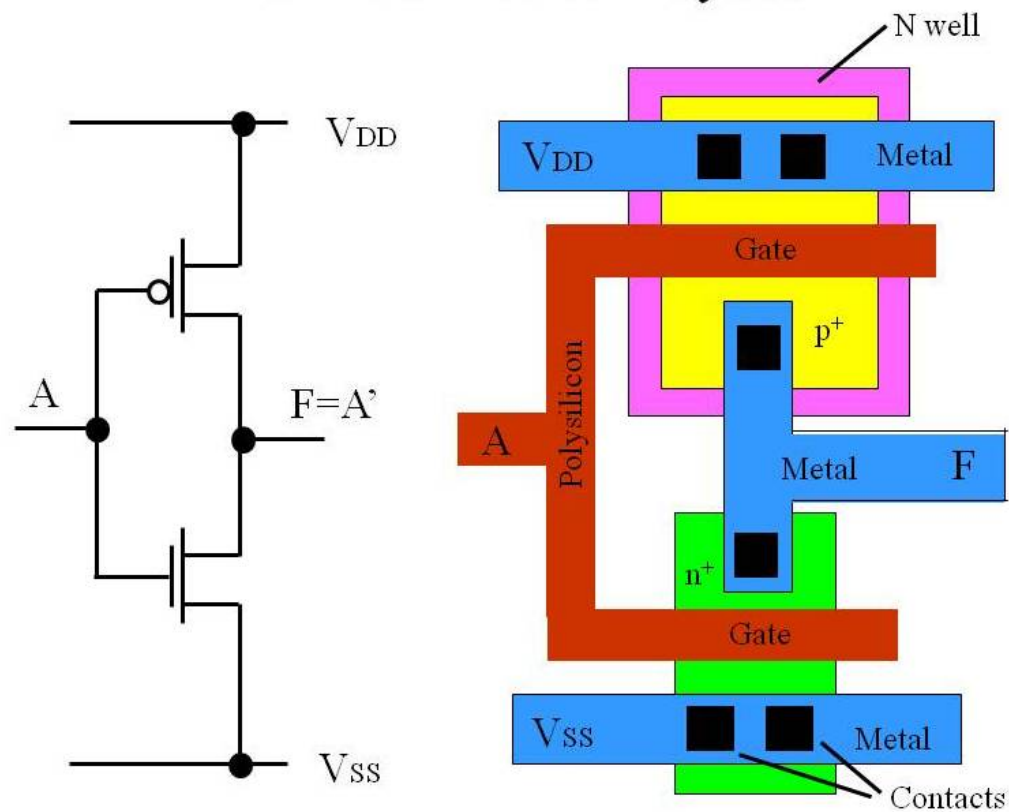 N well
VDD
VDD
Metal
Gate
p+
A
F=A’
Polysilicon
A
Metal
F
n+
Gate
VSS
VSS
Metal
Contacts